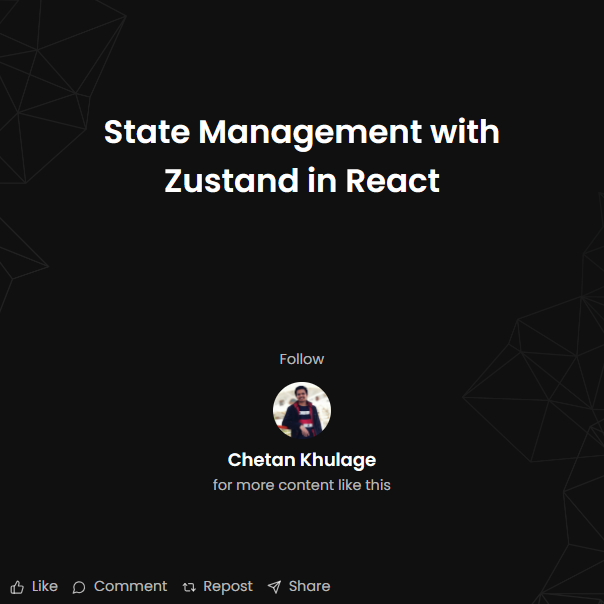 State Management with
Zustand in React
Follow
Chetan Khulage
for more content like this
Like Comment Repost Share